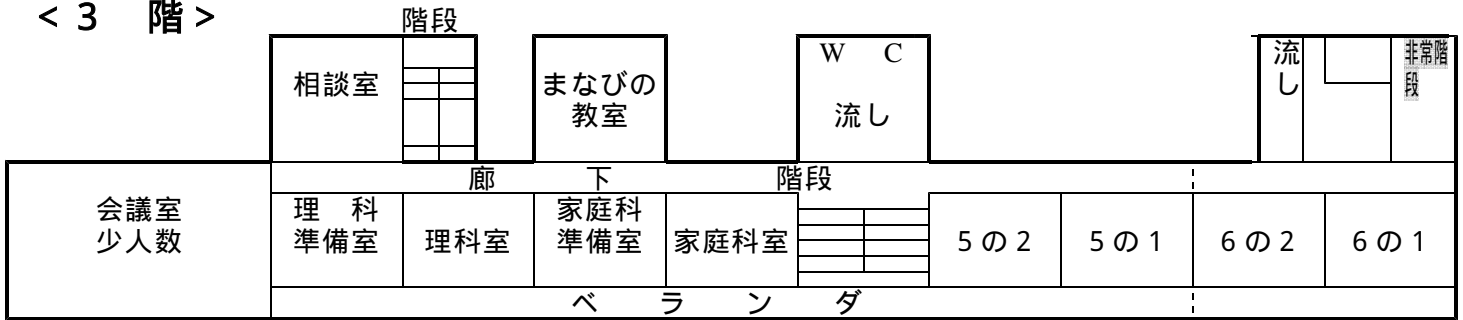 <３　階>
階段
相談室
まなびの
教室
Ｗ　Ｃ
流し
流
し
非常階
段
廊　下
階段
会議室
少人数
理　科
準備室
理科室
家庭科
準備室
家庭科室
５の２
５の１
６の２
６の１
ベランダ